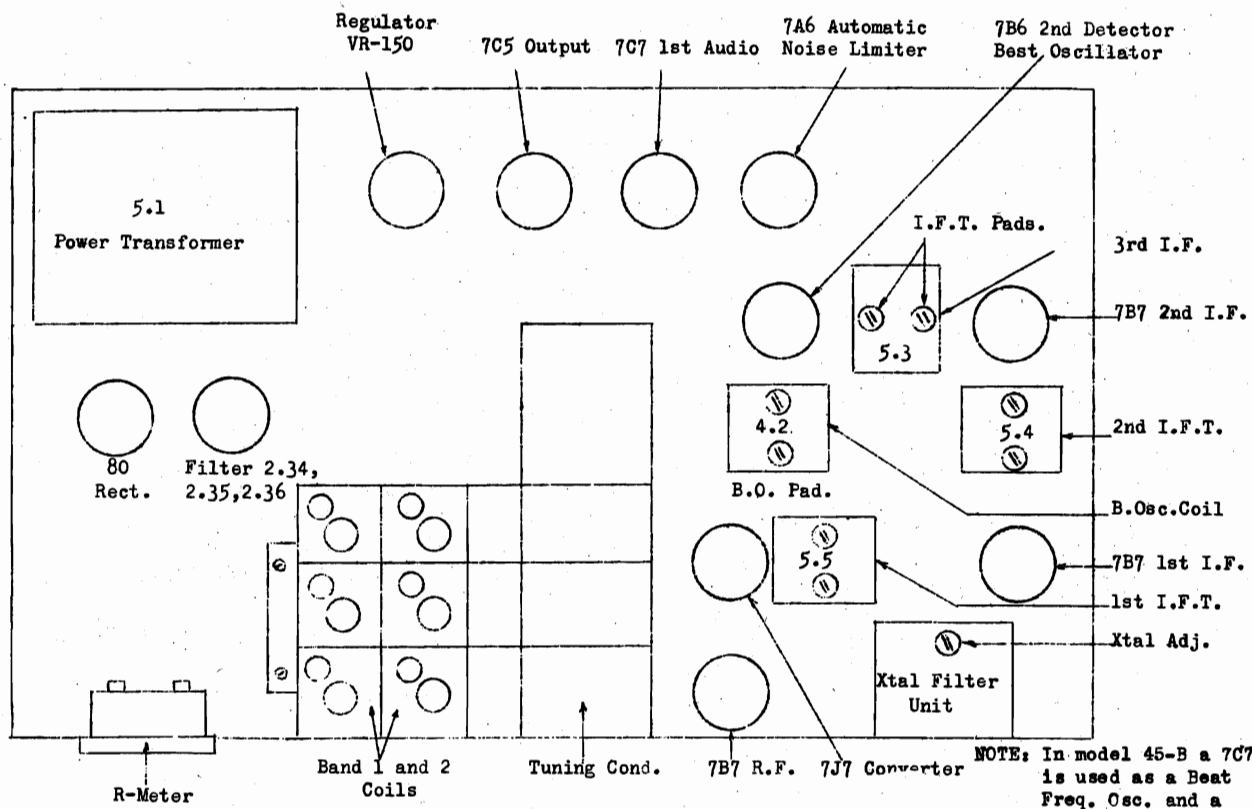 Regulator
VR-150
7C5 Output
7C7 1st Audio
7A6 Automatic
Noise Limiter
7B6 2nd Detector
Best Oscillator
5.1
Power Transformer
I.F.T. Pads.
3rd I.F.
7B7 2nd I.F.
5.3
80
Rect.
Filter 2.34,
2.35,2.36
4.2
B.O. Pad.
5.4
2nd I.F.T.
B.Osc.Coil
5.5
7B7 1st I.F.
1st I.F.T.
Xtal Adj.
Xtal Filter
Unit
R-Meter
Band 1 and 2
Coils
Tuning Cond.
7B7 R.F.
7J7 Converter
NOTE: In model 45-B a 7C7
is used as a Beat
Freq. Osc. and a